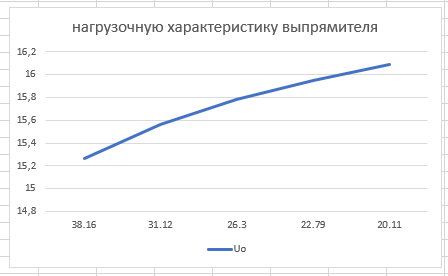 нагрузочную характеристику выпрямителя
16,2
16
15,8
15,6
15,4
15,2
15
14,8
38.16 31.12 26.3 22.79 20.11
Uo